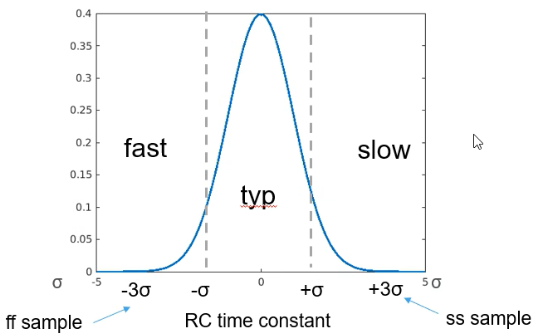 0.4
0.35
0.3
0.25
0.2
0.15
0.1
0.05
0
fast
typ
slow
σ -5 -3σ -σ 0 +σ +3σ 5 σ
ff sample RC time constant ss sample